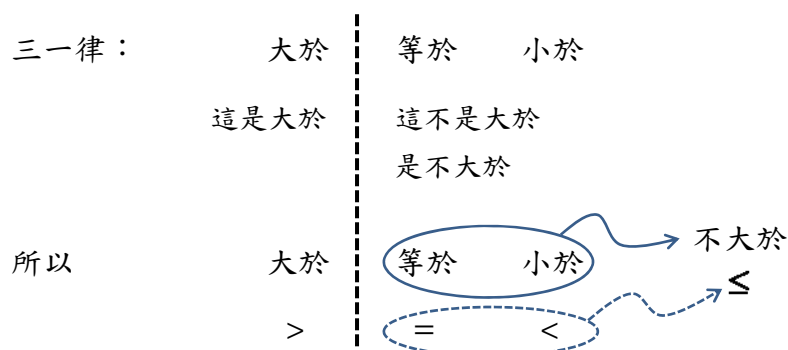 三一律： 大於 等於 小於
這是大於 這不是大於
是不大於
不大於
所以 大於 等於 小於
≤
> = <